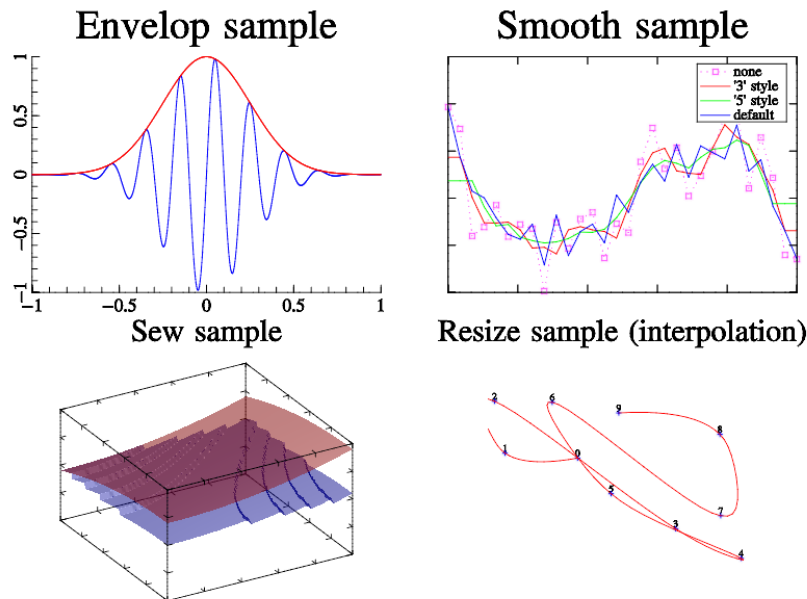 Envelop sample
Smooth sample
1
0.5
0
−0.5
−1
−1
−0.5
0
0.5
1
none
'3' style
'5' style
default
Sew sample
Resize sample (interpolation)
2
6
9
8
1
0
5
7
3
4